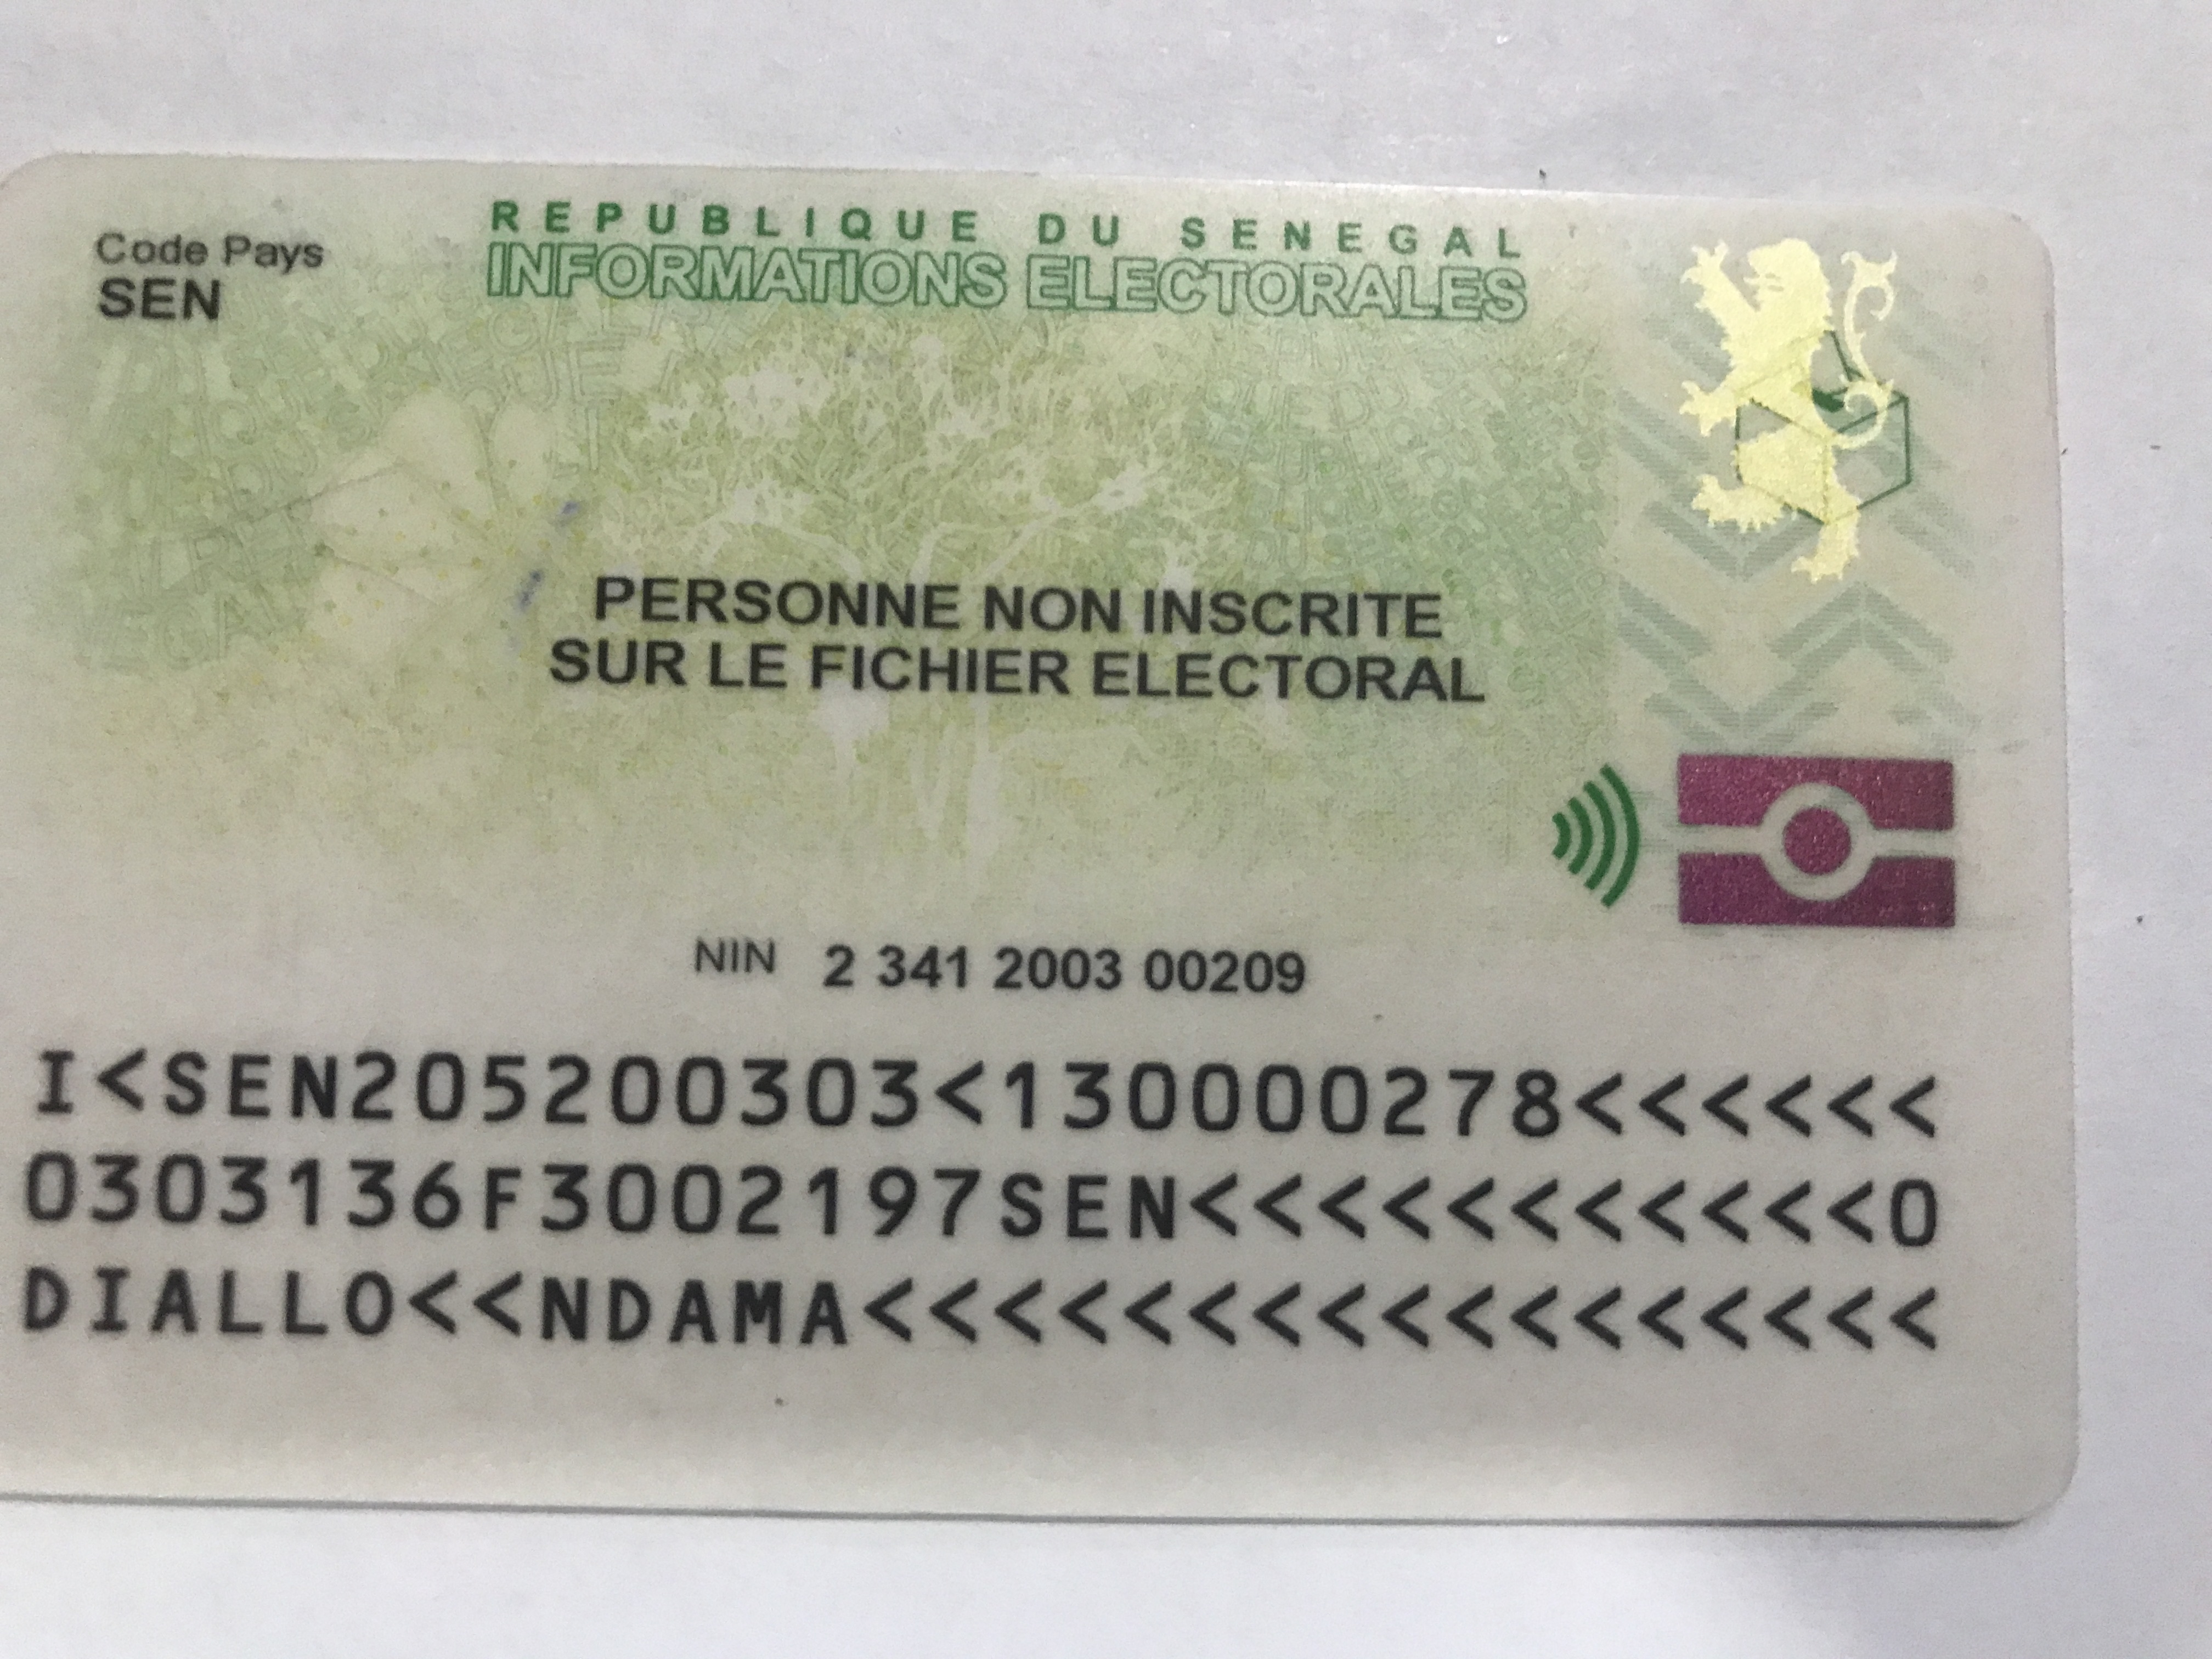 Code Pays
SEN
REPUBLIQUE DU SENEGAL
INFORMATIONS ELECTORALES
PERSONNE NON INSCRITE
SUR LE FICHIER ELECTORAL
NIN 2 341 2003 00209
I<SEN205200303<130000278<<<<<<
0303136F3002197SEN<<<<<<<<<<<0
DIALLO<<NDAMA<<<<<<<<<<<<<<<<<